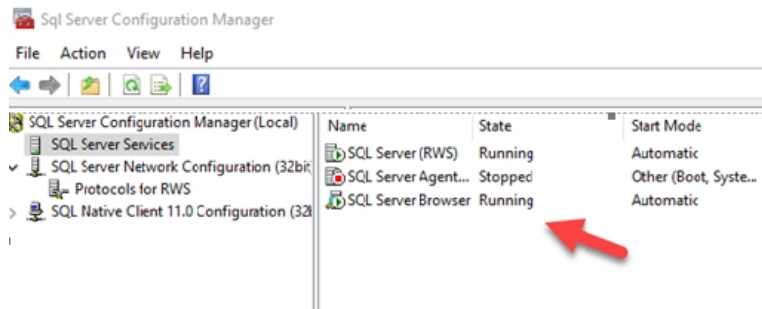 Sql Server Configuration Manager
File Action View Help
SQL Server Configuration Manager (Local)
SQL Server Services
SQL Server Network Configuration (32bit
Protocols for RWS
SQL Native Client 11.0 Configuration (32b
Name State Start Mode
SQL Server (RWS) Running Automatic
SQL Server Agent... Stopped Other (Boot, Syste...
SQL Server Browser Running Automatic